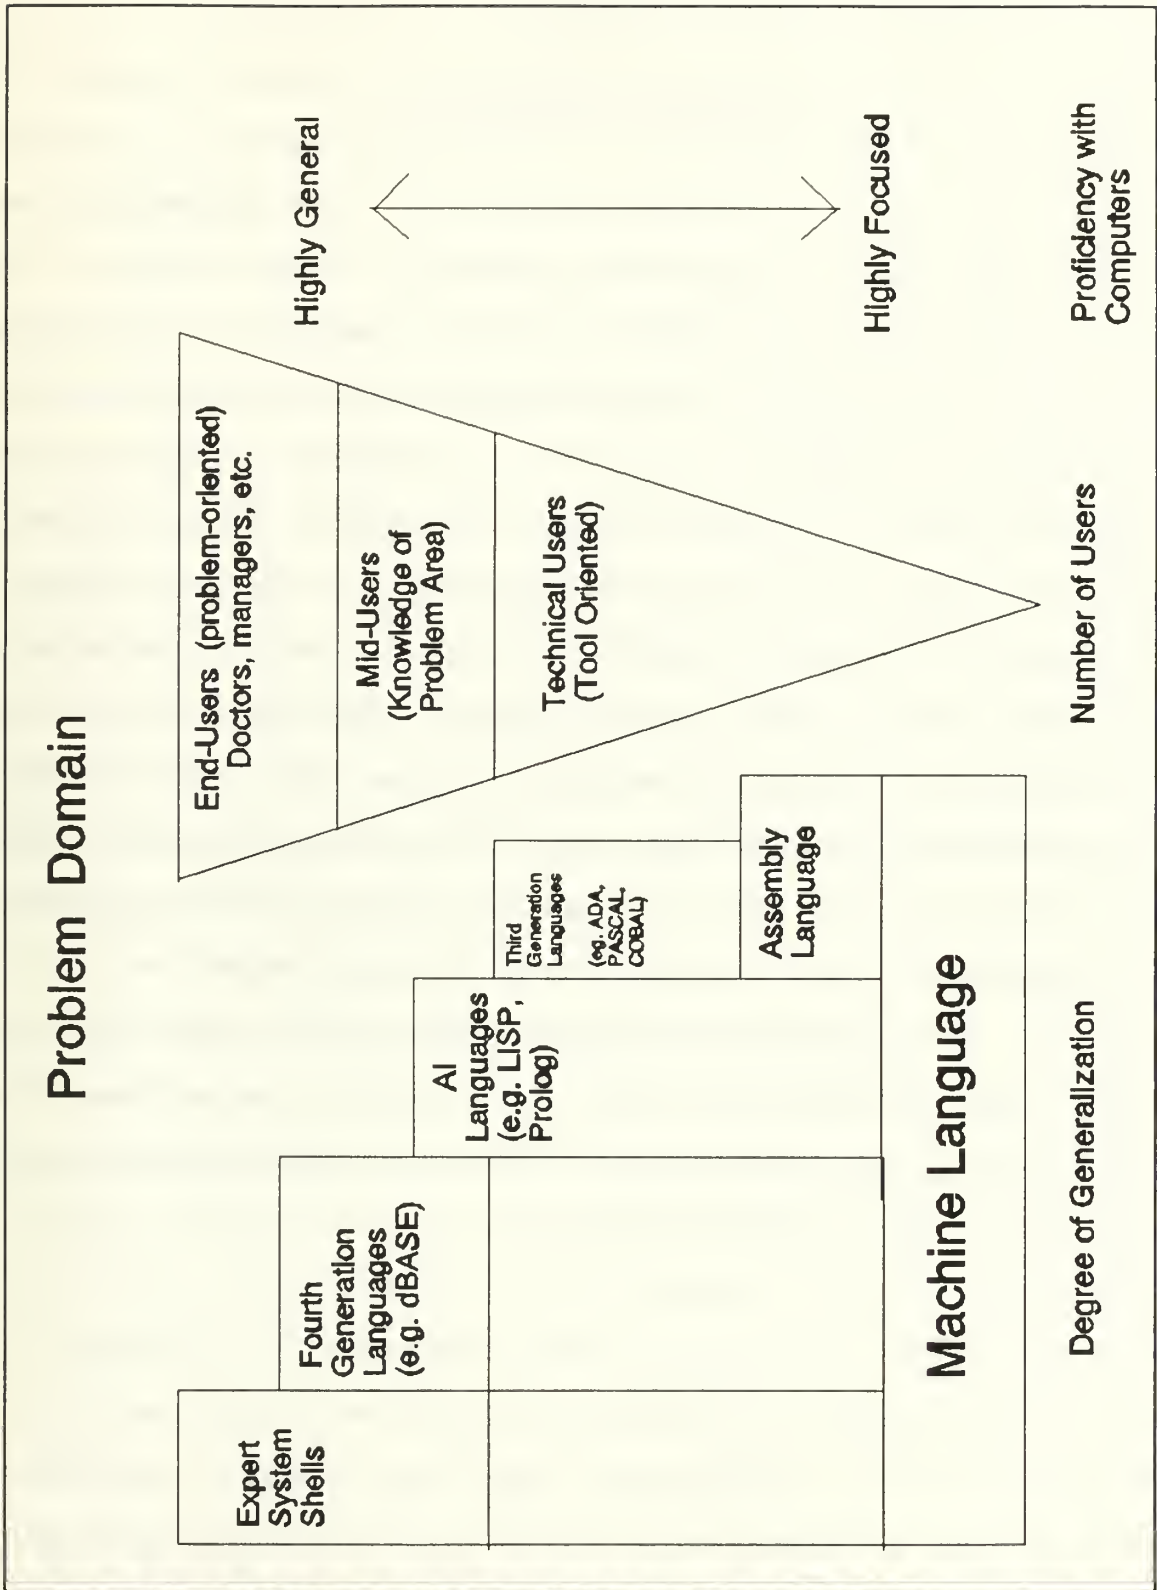 Problem Domain
Expert
System
Shells
Fourth
Generation
Languages
(e.g. dBASE)
AI
Languages
(e.g. LISP,
Prolog)
Third
Generation
Languages
(eg. ADA,
PASCAL,
COBAL)
Assembly
Language
Machine Language
Degree of Generalization
End-Users (problem-oriented)
Doctors, managers, etc.
Mid-Users
(Knowledge of
Problem Area)
Technical Users
(Tool Oriented)
Number of Users
Highly General
Highly Focused
Proficiency with
Computers